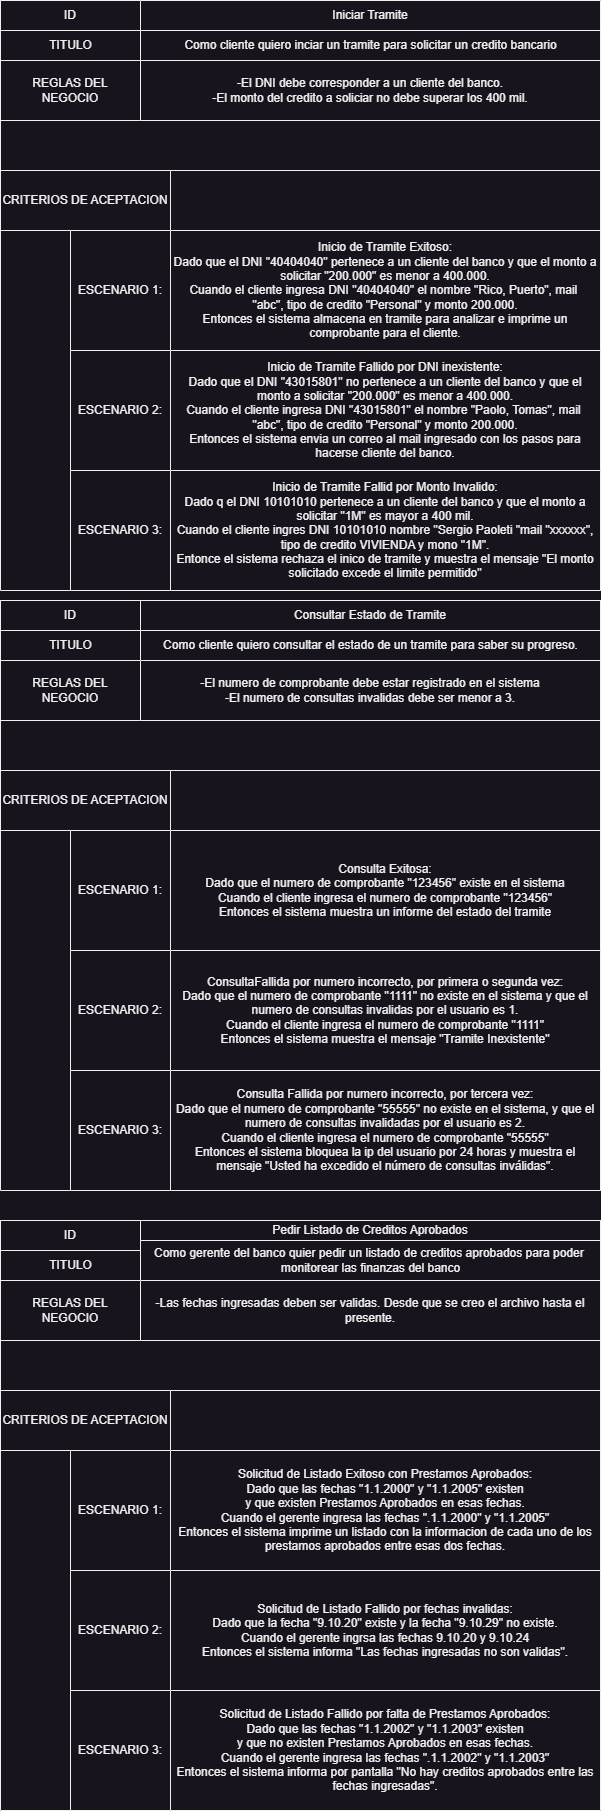 ID
Iniciar Tramite
TITULO
Como cliente quiero inciar un tramite para solicitar un credito bancario
REGLAS DEL
NEGOCIO
-El DNI debe corresponder a un cliente del banco.
-El monto del credito a soliciar no debe superar los 400 mil.
CRITERIOS DE ACEPTACION
ESCENARIO 1:
Inicio de Tramite Exitoso:
Dado que el DNI "40404040" pertenece a un cliente del banco y que el monto a
solicitar "200.000" es menor a 400.000.
Cuando el cliente ingresa DNI "40404040" el nombre "Rico, Puerto", mail
"abc", tipo de credito "Personal" y monto 200.000.
Entonces el sistema almacena en tramite para analizar e imprime un
comprobante para el cliente.
ESCENARIO 2:
Inicio de Tramite Fallido por DNI inexistente:
Dado que el DNI "43015801" no pertenece a un cliente del banco y que el
monto a solicitar "200.000" es menor a 400.000.
Cuando el cliente ingresa DNI "43015801" el nombre "Paolo, Tomas", mail
"abc", tipo de credito "Personal" y monto 200.000.
Entonces el sistema envia un correo al mail ingresado con los pasos para
hacerse cliente del banco.
ESCENARIO 3:
Inicio de Tramite Fallid por Monto Invalido:
Dado q el DNI 10101010 pertenece a un cliente del banco y que el monto a
solicitar "1M" es mayor a 400 mil.
Cuando el cliente ingres DNI 10101010 nombre "Sergio Paoleti "mail "xxxxxx",
tipo de credito VIVIENDA y mono "1M".
Entonce el sistema rechaza el inico de tramite y muestra el mensaje "El monto
solicitado excede el limite permitido"
ID
Consultar Estado de Tramite
TITULO
Como cliente quiero consultar el estado de un tramite para saber su progreso.
REGLAS DEL
NEGOCIO
-El numero de comprobante debe estar registrado en el sistema
-El numero de consultas invalidas debe ser menor a 3.
CRITERIOS DE ACEPTACION
ESCENARIO 1:
Consulta Exitosa:
Dado que el numero de comprobante "123456" existe en el sistema
Cuando el cliente ingresa el numero de comprobante "123456"
Entonces el sistema muestra un informe del estado del tramite
ESCENARIO 2:
ConsultaFallida por numero incorrecto, por primera o segunda vez:
Dado que el numero de comprobante "1111" no existe en el sistema y que el
numero de consultas invalidas por el usuario es 1.
Cuando el cliente ingresa el numero de comprobante "1111"
Entonces el sistema muestra el mensaje "Tramite Inexistente"
ESCENARIO 3:
Consulta Fallida por numero incorrecto, por tercera vez:
Dado que el numero de comprobante "55555" no existe en el sistema, y que el
numero de consultas invalidadas por el usuario es 2.
Cuando el cliente ingresa el numero de comprobante "55555"
Entonces el sistema bloquea la ip del usuario por 24 horas y muestra el
mensaje "Usted ha excedido el número de consultas inválidas".
ID
Pedir Listado de Creditos Aprobados
TITULO
Como gerente del banco quier pedir un listado de creditos aprobados para poder
monitorear las finanzas del banco
REGLAS DEL
NEGOCIO
-Las fechas ingresadas deben ser validas. Desde que se creo el archivo hasta el
presente.
CRITERIOS DE ACEPTACION
ESCENARIO 1:
Solicitud de Listado Exitoso con Prestamos Aprobados:
Dado que las fechas "1.1.2000" y "1.1.2005" existen
y que existen Prestamos Aprobados en esas fechas.
Cuando el gerente ingresa las fechas ".1.1.2000" y "1.1.2005"
Entonces el sistema imprime un listado con la informacion de cada uno de los
prestamos aprobados entre esas dos fechas.
ESCENARIO 2:
Solicitud de Listado Fallido por fechas invalidas:
Dado que la fecha "9.10.20" existe y la fecha "9.10.29" no existe.
Cuando el gerente ingrsa las fechas 9.10.20 y 9.10.24
Entonces el sistema informa "Las fechas ingresadas no son validas".
ESCENARIO 3:
Solicitud de Listado Fallido por falta de Prestamos Aprobados:
Dado que las fechas "1.1.2002" y "1.1.2003" existen
y que no existen Prestamos Aprobados en esas fechas.
Cuando el gerente ingresa las fechas ".1.1.2002" y "1.1.2003"
Entonces el sistema informa por pantalla "No hay creditos aprobados entre las
fechas ingresadas".